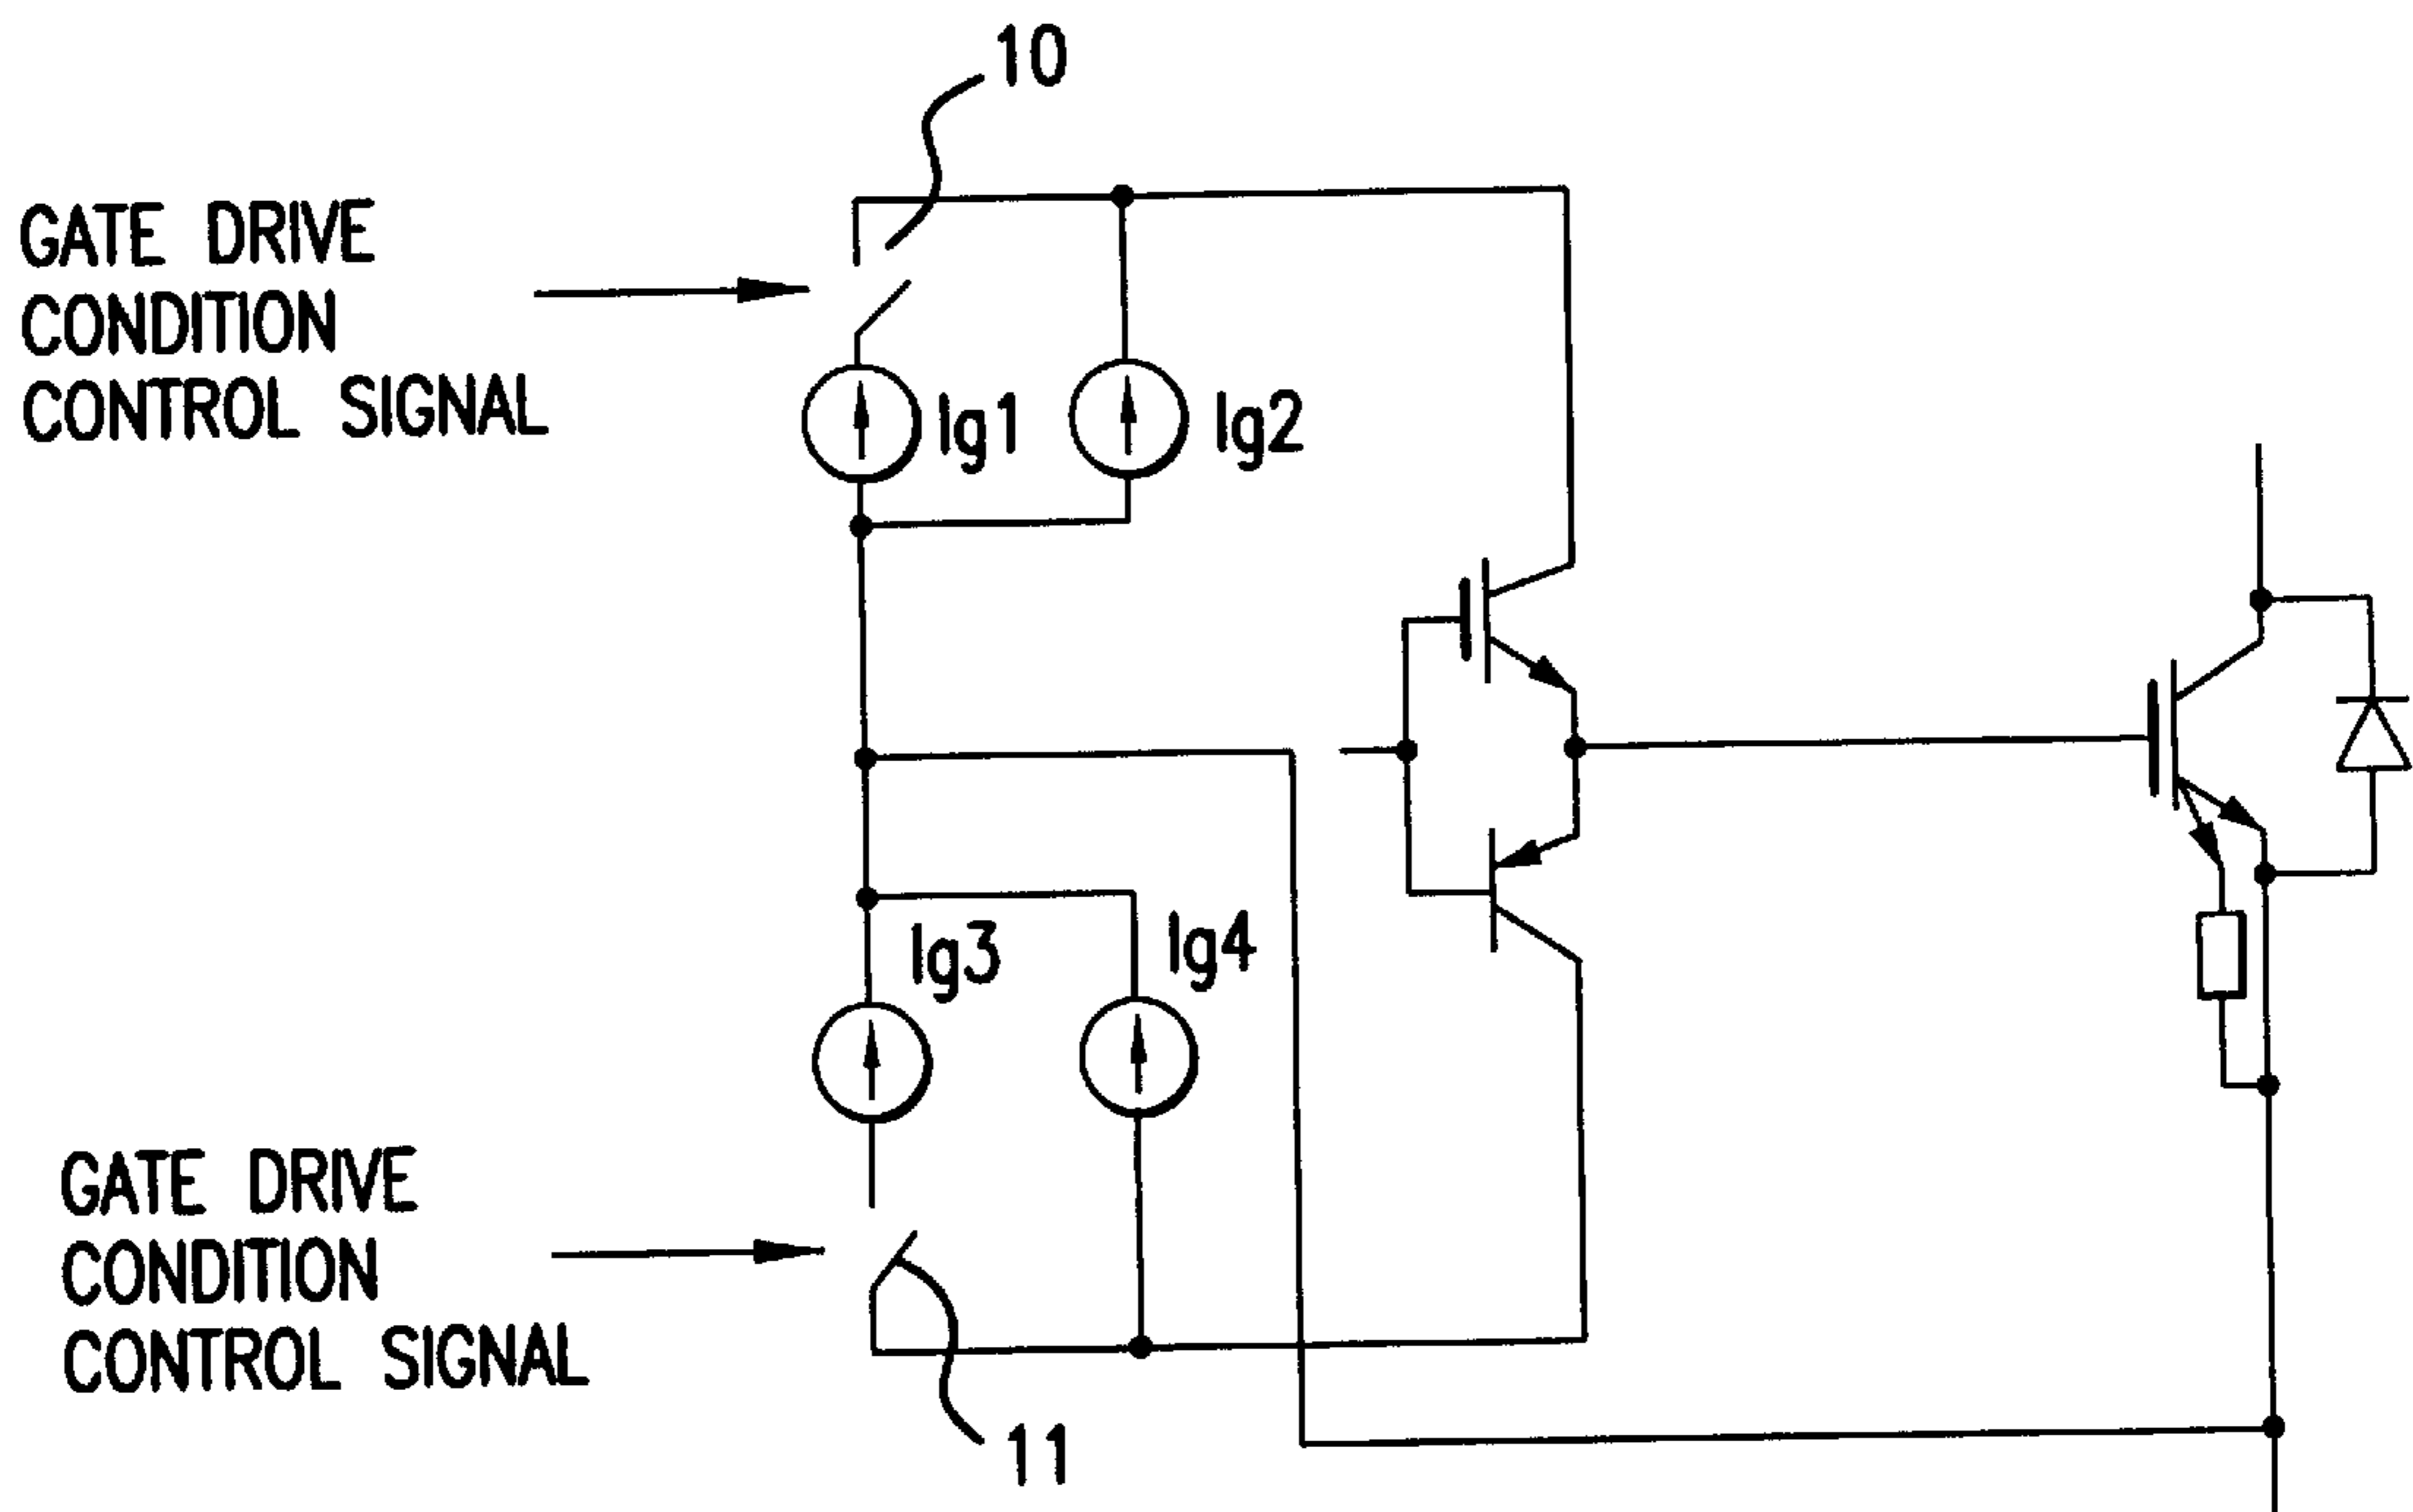 10
GATE DRIVE
CONDITION
CONTROL SIGNAL
Ig1
Ig2
Ig3
Ig4
GATE DRIVE
CONDITION
CONTROL SIGNAL
11